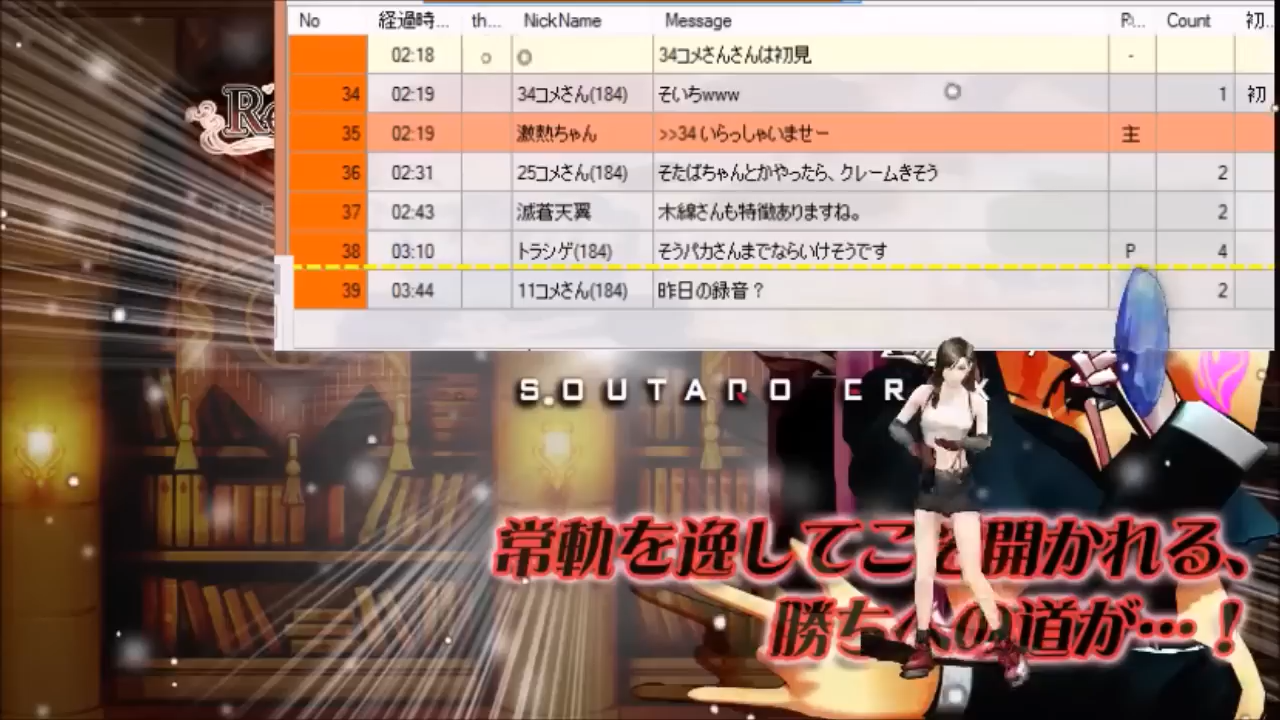 No 経過時... th... NickName Message P... Count 初...
02:18 34コメさんさんは初見 -
34 02:19 34コメさん(184) そいちwww 1 初
35 02:19 激熱ちゃん >>34 いらっしゃいませー 主
36 02:31 25コメさん(184) そたばちゃんとかやったら、クレームきそう 2
37 02:43 滅蒼天翼 木綿さんも特徴ありますね。 2
38 03:10 トラシゲ(184) そうパカさんまでならいけそうです P 4
39 03:44 11コメさん(184) 昨日の録音？ 2
Re
SOUTARO
常軌を逸してこそ開かれる、
勝ちへの道が…！